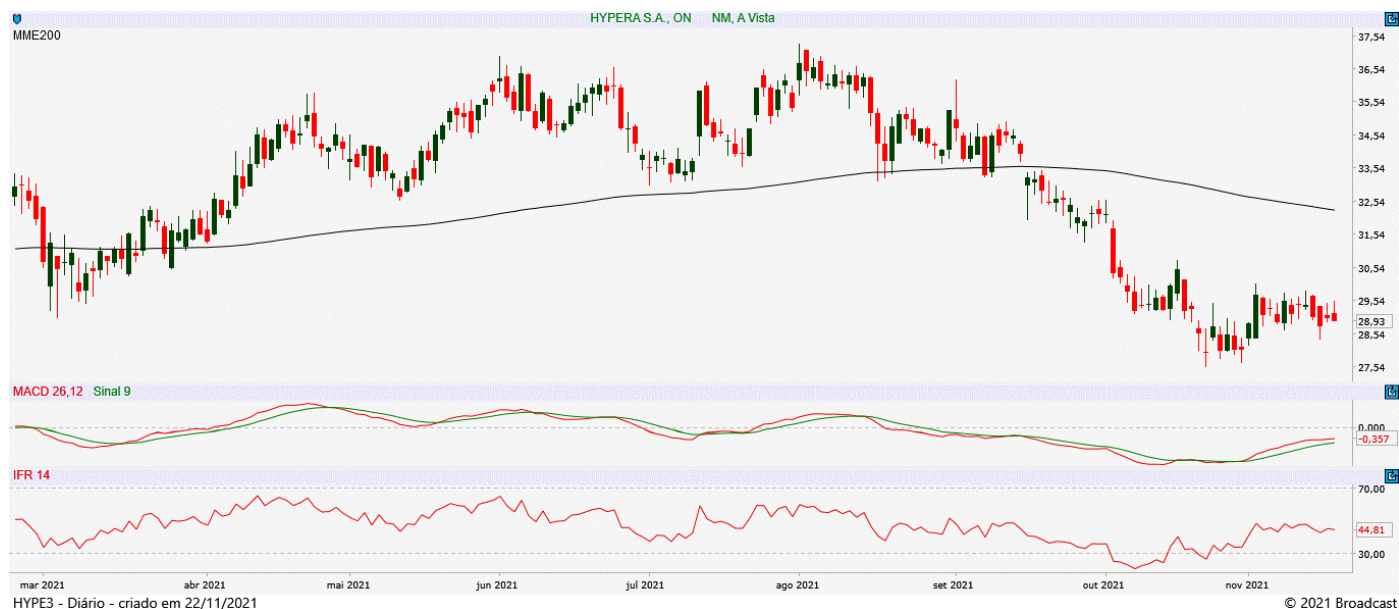 HYPERA S.A., ON NM, A Vista
MME200
37,54
36,54
35,54
34,54
33,54
32,54
31,54
30,54
29,54
28,93
28,54
27,54
MACD 26,12 Sinal 9
0,000
-0,357
IFR 14
70,00
44,81
30,00
mar 2021 abr 2021 mai 2021 jun 2021 jul 2021 ago 2021 set 2021 out 2021 nov 2021
HYPE3 - Diário - criado em 22/11/2021 © 2021 Broadcast